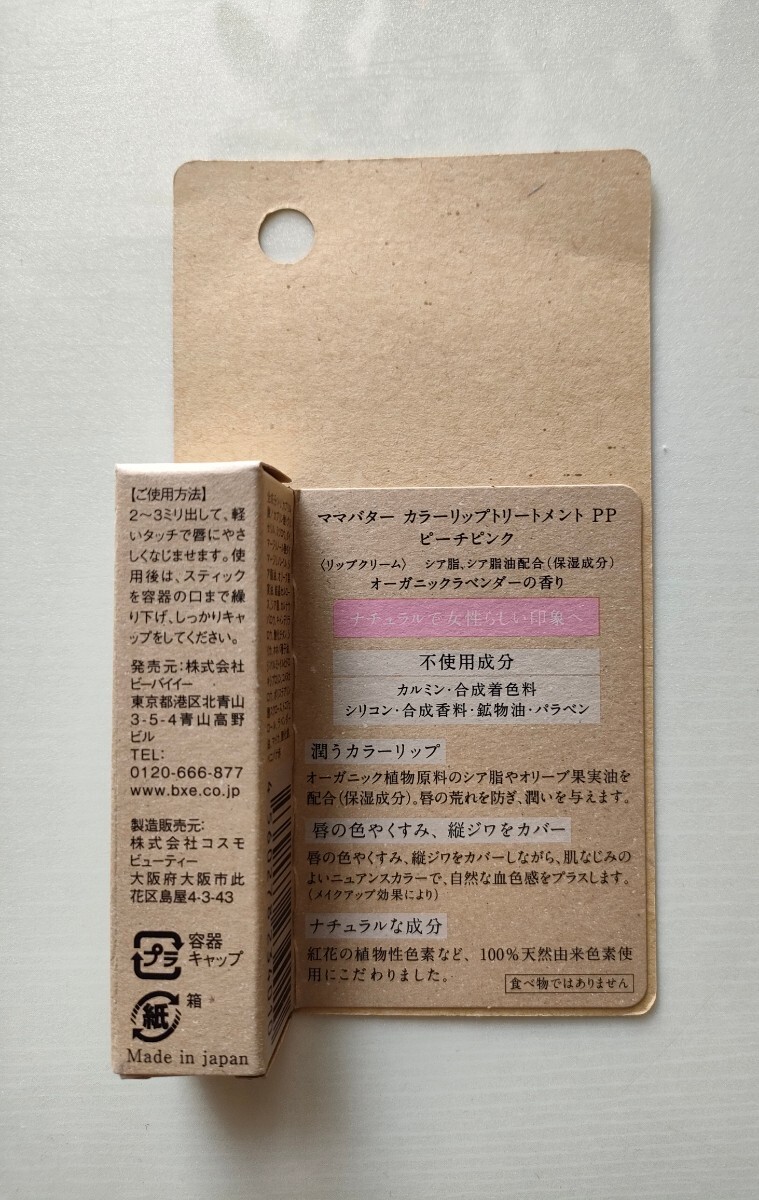 【ご使用方法】
2〜3ミリ出して、軽
いタッチで唇にやさ
しくなじませます。使
用後は、スティック
を容器の口まで繰
り下げ、しっかりキャ
ップをしてください。
発売元:株式会社
ビーバイイー
東京都港区北青山
3-5-4青山高野
ビル
TEL:
0120-666-877
www.bxe.co.jp
製造販売元:
株式会社コスモ
ビューティー
大阪府大阪市此
花区島屋4-3-43
プラ
容器
キャップ
紙
箱
Made in japan
ママバター カラーリップトリートメント PP
ピーチピンク
〈リップクリーム〉 シア脂、シア脂油配合(保湿成分)
オーガニックラベンダーの香り
ナチュラルで女性らしい印象へ
不使用成分
カルミン・合成着色料
シリコン・合成香料・鉱物油・パラベン
潤うカラーリップ
オーガニック植物原料のシア脂やオリーブ果実油を
配合(保湿成分)。唇の荒れを防ぎ、潤いを与えます。
唇の色やくすみ、縦ジワをカバー
唇の色やくすみ、縦ジワをカバーしながら、肌なじみの
よいニュアンスカラーで、自然な血色感をプラスします。
(メイクアップ効果により)
ナチュラルな成分
紅花の植物性色素など、100%天然由来色素使
用にこだわりました。
食べ物ではありません